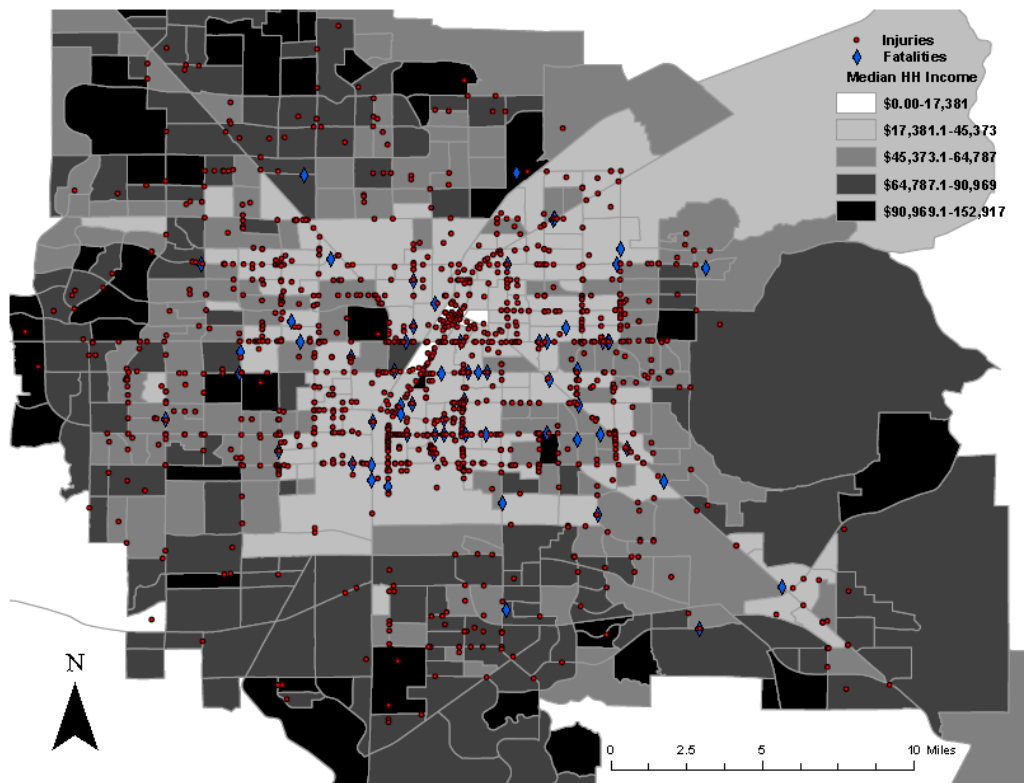 Injuries
Fatalities
Median HH Income
$0.00-17,381
$17,381.1-45,373
$45,373.1-64,787
$64,787.1-90,969
$90,969.1-152,917
N
0 2.5 5 10 Miles